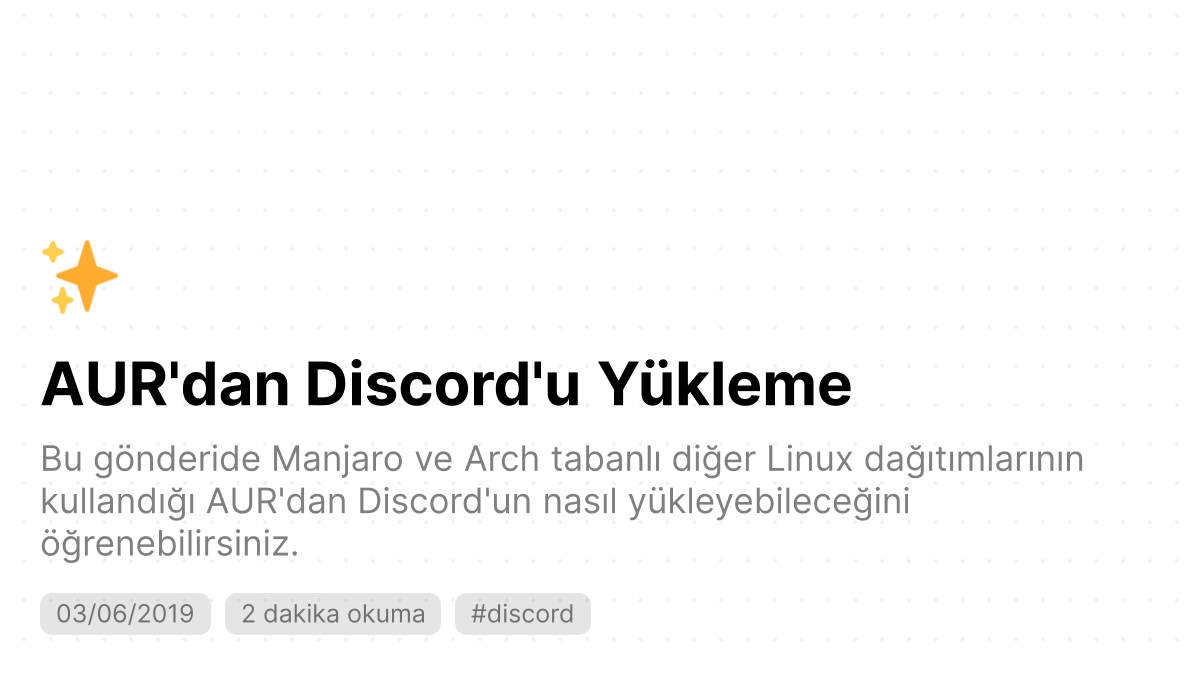 AUR'dan Discord'u Yükleme
Bu gönderide Manjaro ve Arch tabanlı diğer Linux dağıtımlarının
kullandığı AUR'dan Discord'un nasıl yükleyebileceğini
öğrenebilirsiniz.
03/06/2019 2 dakika okuma #discord